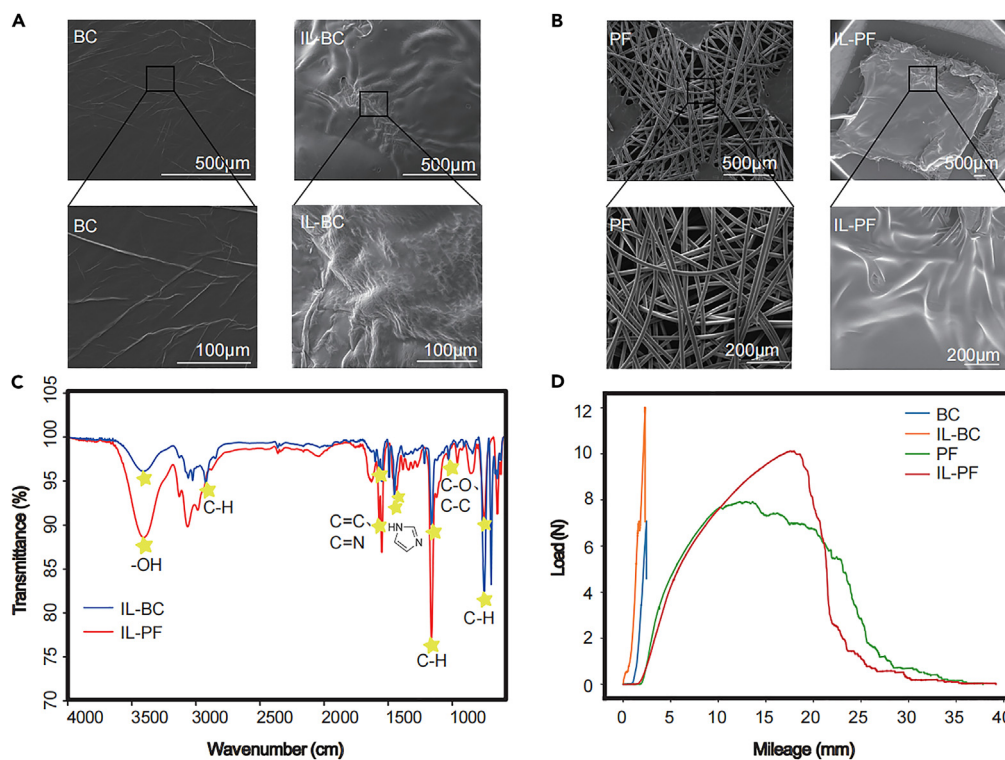 A
B
BC
IL-BC
PF
IL-PF
500μm
500μm
500μm
500μm
BC
IL-BC
PF
IL-PF
100μm
100μm
200μm
200μm
C
D
105
100
95
90
85
80
75
70
Transmittance (%)
-OH
C-H
C=C
C=N
HN
N
C-O
C-C
C-H
C-H
IL-BC
IL-PF
4000
3500
3000
2500
2000
1500
1000
Wavenumber (cm)
12
10
8
6
4
2
0
Load (N)
BC
IL-BC
PF
IL-PF
0
5
10
15
20
25
30
35
40
Mileage (mm)